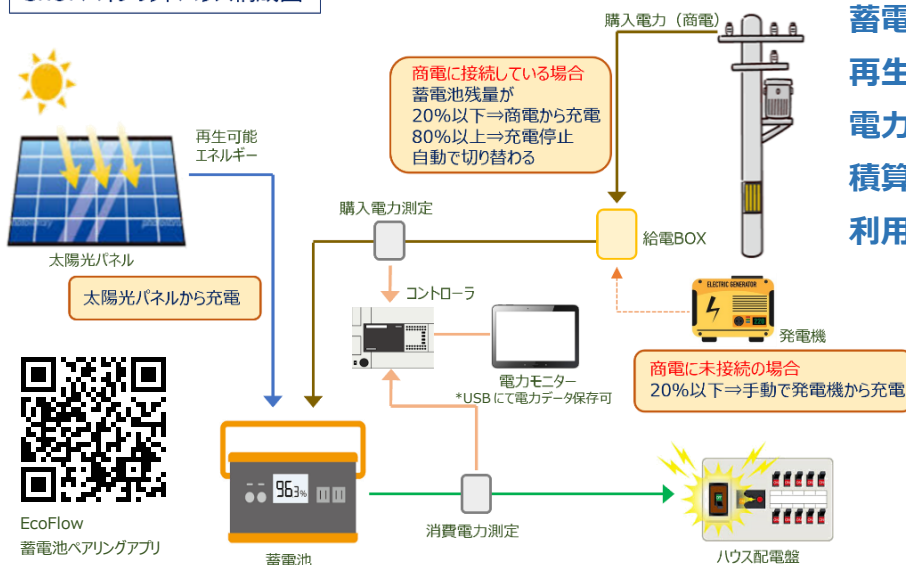 購入電力（商電）
蓄電
再生
電力
積算
利用
商電に接続している場合
蓄電池残量が
20%以下⇒商電から充電
80%以上⇒充電停止
自動で切り替わる
再生可能
エネルギー
太陽光パネル
太陽光パネルから充電
購入電力測定
給電BOX
コントローラ
ELECTRIC GENERATOR
220
発電機
電力モニター
*USBにて電力データ保存可
商電に未接続の場合
20%以下⇒手動で発電機から充電
96.3%
EcoFlow
蓄電池ペアリングアプリ
蓄電池
消費電力測定
ハウス配電盤